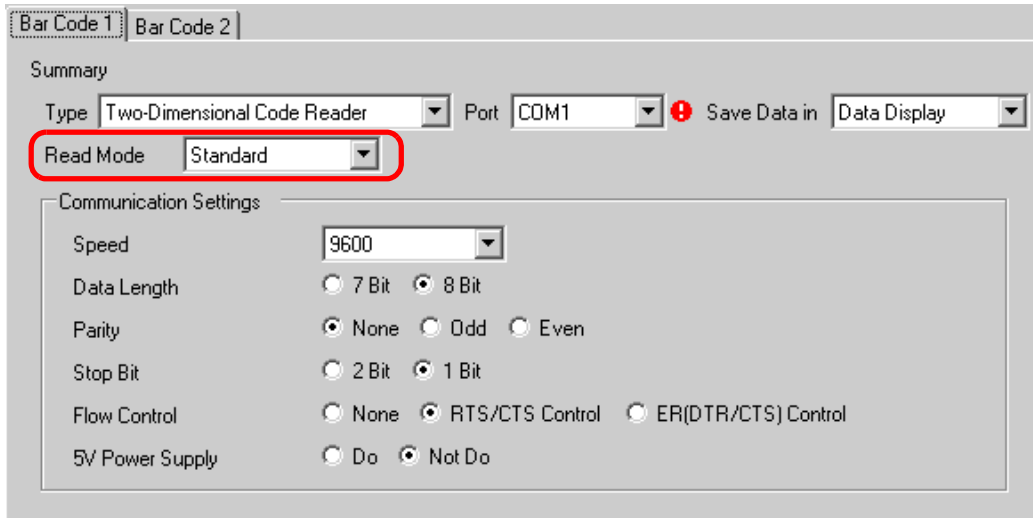 Bar Code 1 Bar Code 2
Summary
Type Two-Dimensional Code Reader Port COM1 Save Data in Data Display
Read Mode Standard
Communication Settings
Speed 9600
Data Length 7 Bit 8 Bit
Parity None Odd Even
Stop Bit 2 Bit 1 Bit
Flow Control None RTS/CTS Control ER(DTR/CTS) Control
5V Power Supply Do Not Do